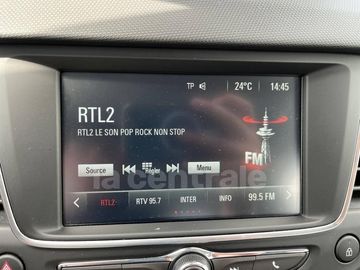 TP 24°C 14:45
RTL2
RTL2 LE SON POP ROCK NON STOP
FM
Source Régler Menu
la centrale
RTL2 RTV 95.7 INTER INFO 99.5 FM